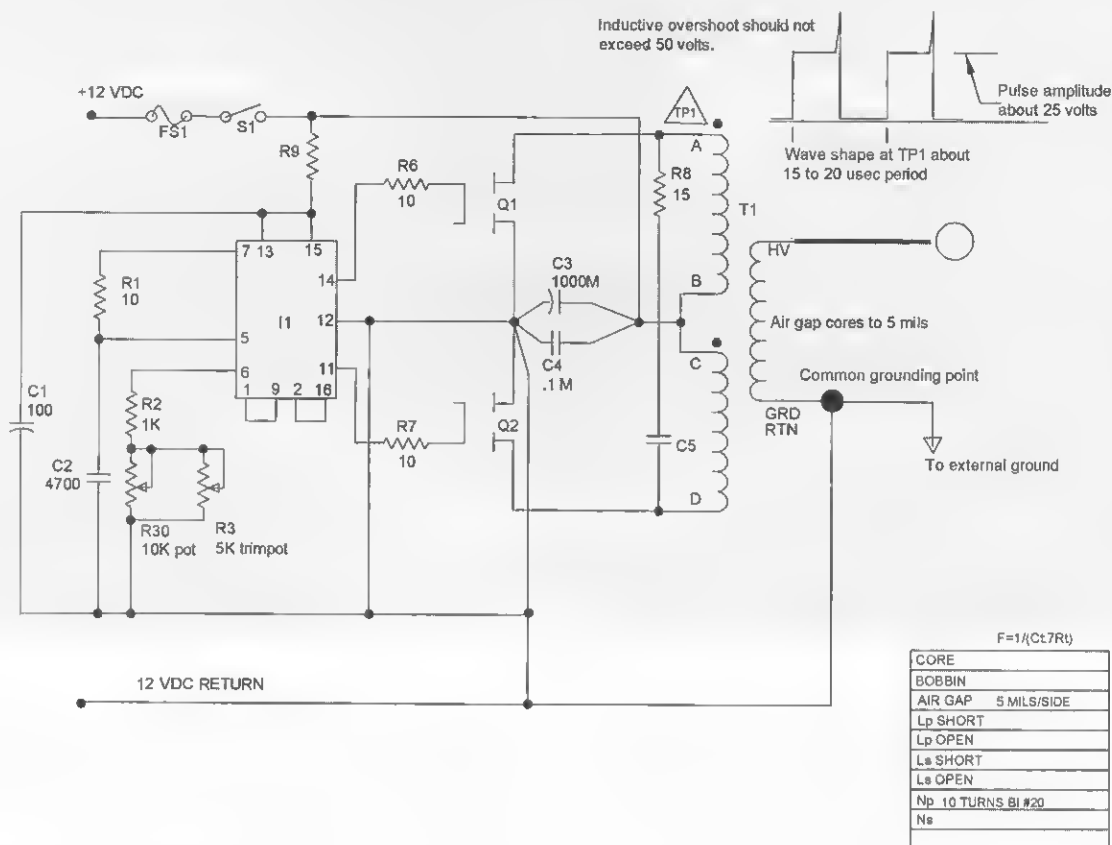 Inductive overshoot should not
exceed 50 volts.
Pulse amplitude
about 25 volts
Wave shape at TP1 about
15 to 20 usec period
+12 VDC
FS1
S1
TP1
R9
R6
10
Q1
A
R8
15
T1
7
13
15
14
R1
10
I1
12
5
6
11
1
9
2
16
C3
1000M
C4
.1M
B
C
HV
Air gap cores to 5 mils
Common grounding point
GRD
RTN
To external ground
C1
100
R2
1K
C2
4700
R7
10
Q2
C5
D
R30
10K pot
R3
5K trimpot
12 VDC RETURN
F=1/(Ct.7Rt)
CORE
BOBBIN
AIR GAP 5 MILS/SIDE
Lp SHORT
Lp OPEN
Ls SHORT
Ls OPEN
Np 10 TURNS BI #20
Ns